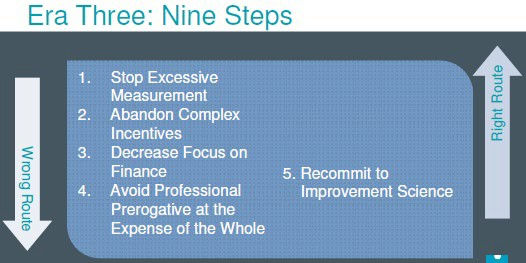 Era Three: Nine Steps
Wrong Route
1. Stop Excessive
Measurement
2. Abandon Complex
Incentives
3. Decrease Focus on
Finance
4. Avoid Professional
Prerogative at the
Expense of the Whole
5. Recommit to
Improvement Science
Right Route